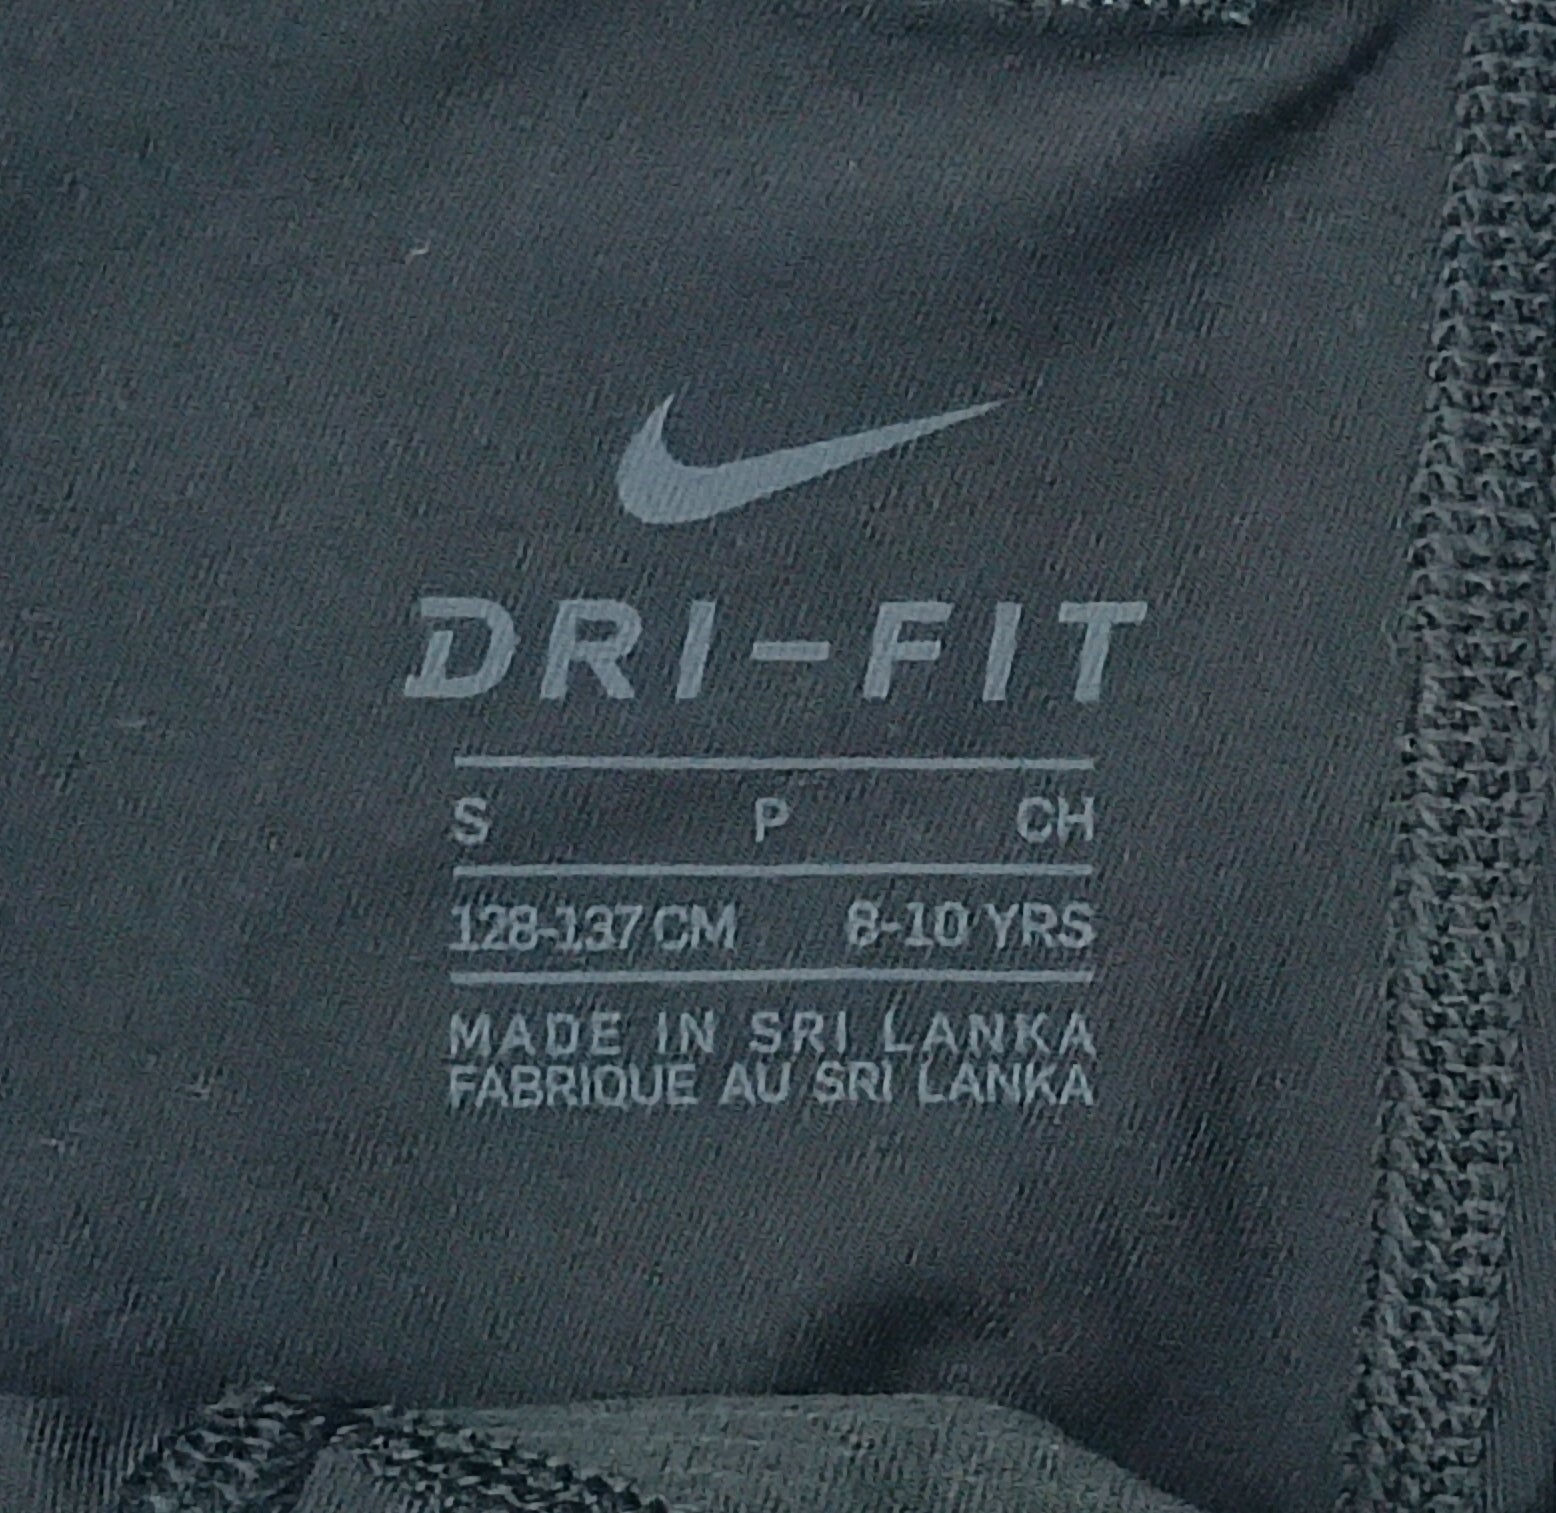 DRI-FIT
S P CH
128-137 CM 8-10 YRS
MADE IN SRI LANKA
FABRIQUE AU SRI LANKA